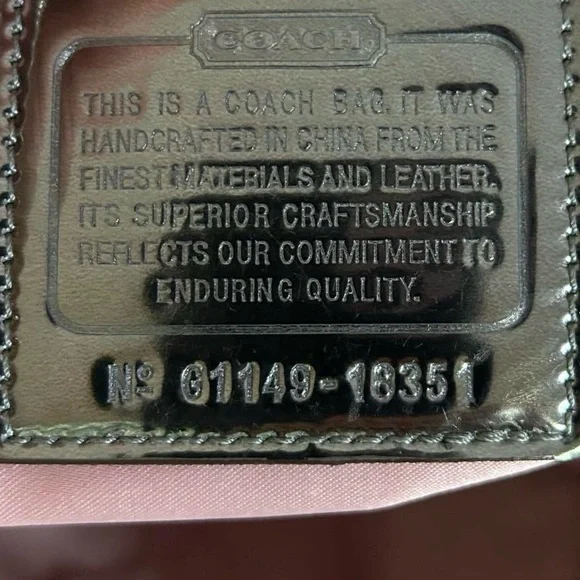 COACH
THIS IS A COACH BAG. IT WAS
HANDCRAFTED IN CHINA FROM THE
FINEST MATERIALS AND LEATHER.
ITS SUPERIOR CRAFTSMANSHIP
REFLECTS OUR COMMITMENT TO
ENDURING QUALITY.
Nº G1149-18351